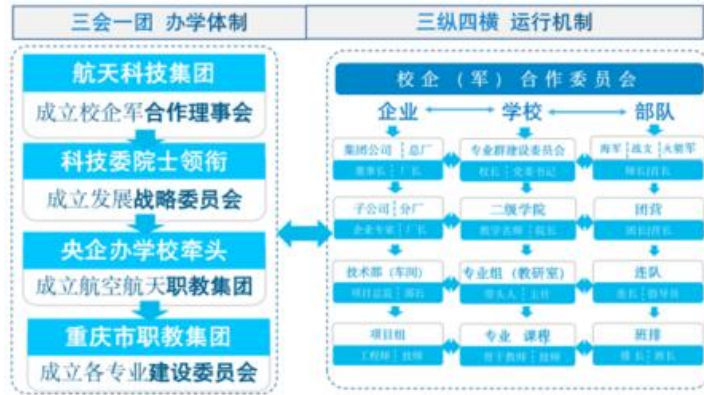 三会一团 办学体制
三纵四横 运行机制
航天科技集团
成立校企军合作理事会
科技委院士领衔
成立发展战略委员会
央企办学校牵头
成立航空航天职教集团
重庆市职教集团
成立各专业建设委员会
校企（军）合作委员会
企业 学校 部队
集团公司 总厂 专业群建设委员会 海军 战支 火箭军
董事长 厂长 校长 党委书记 师长
子公司 分厂 二级学院 团营
企业专家 厂长 教学名师 院长
技术部（车间） 专业组（教研室） 连队
项目总监 部长 带头人 主任 连长 指导员
项目组 专业 课程 班排
工程师 技师 骨干教师 技师 排长 班长